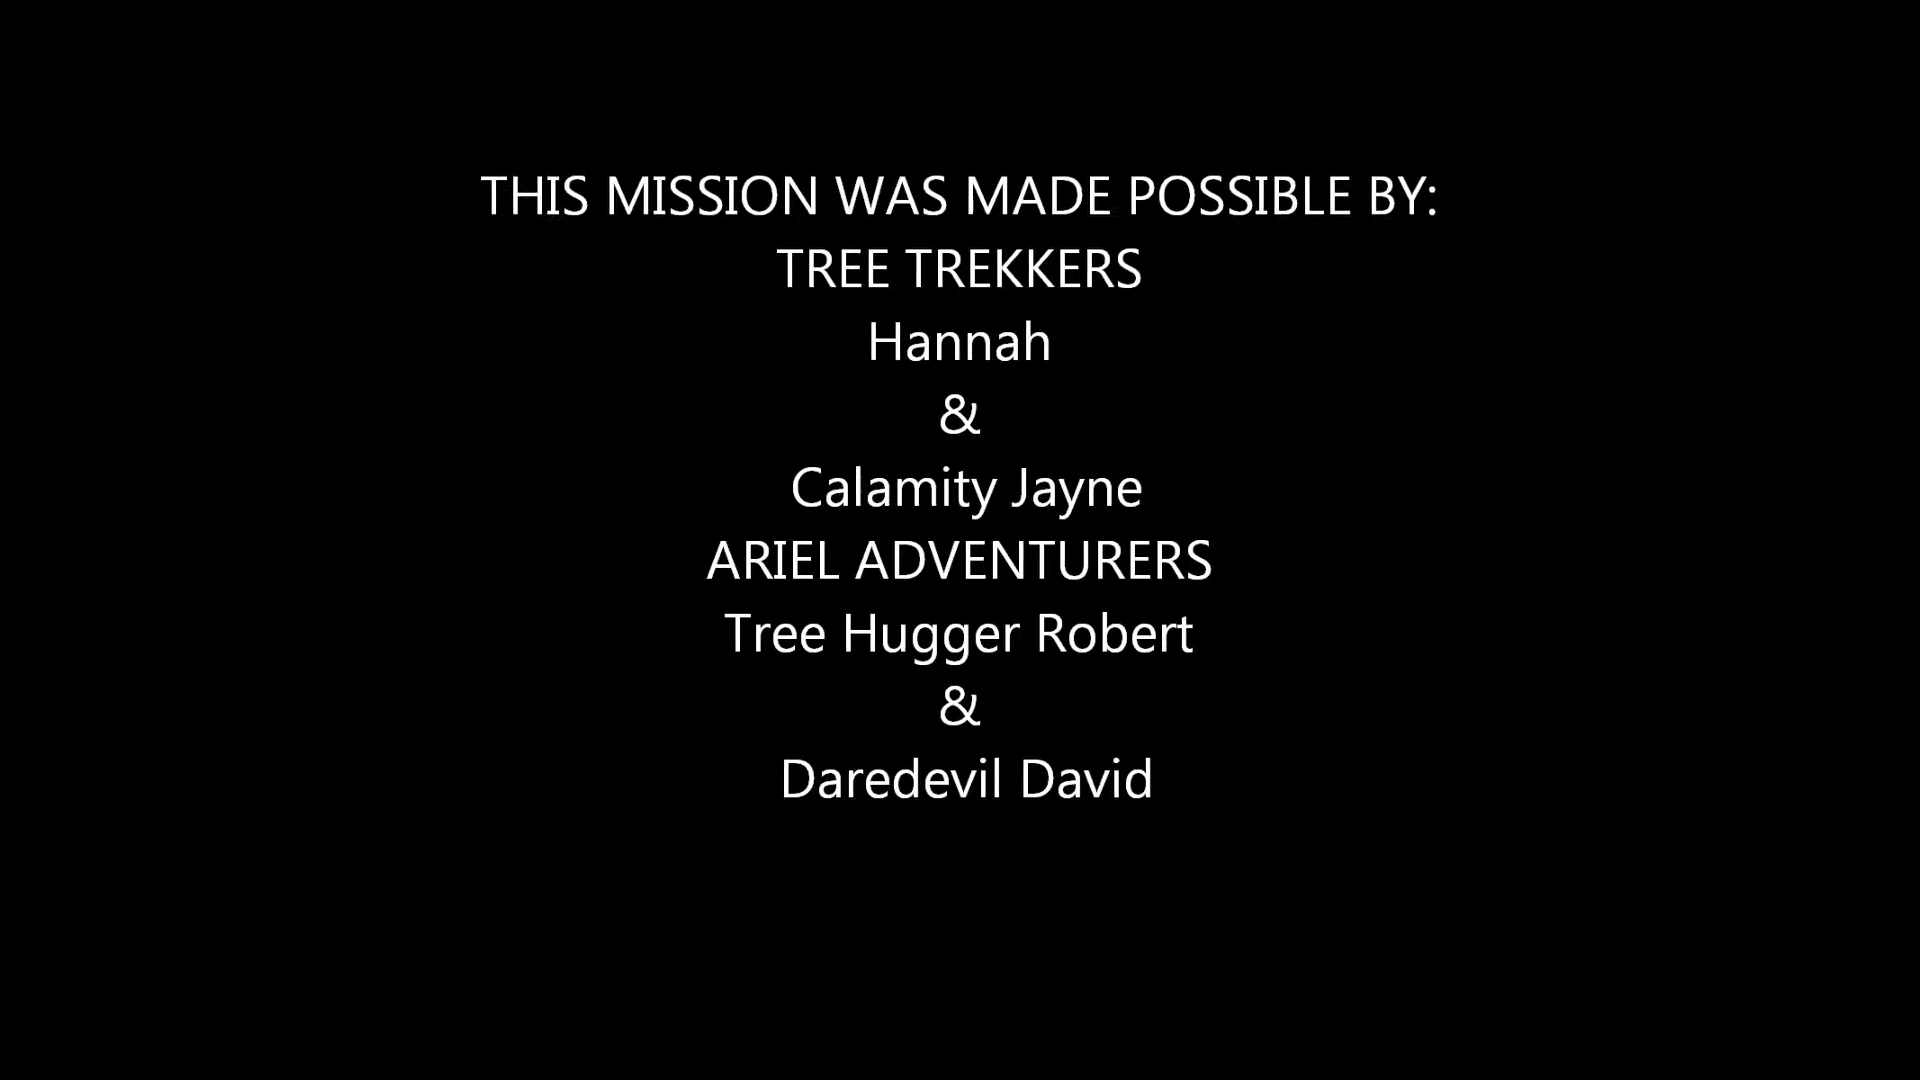 THIS MISSION WAS MADE POSSIBLE BY:
TREE TREKKERS
Hannah
&
Calamity Jayne
ARIEL ADVENTURERS
Tree Hugger Robert
&
Daredevil David